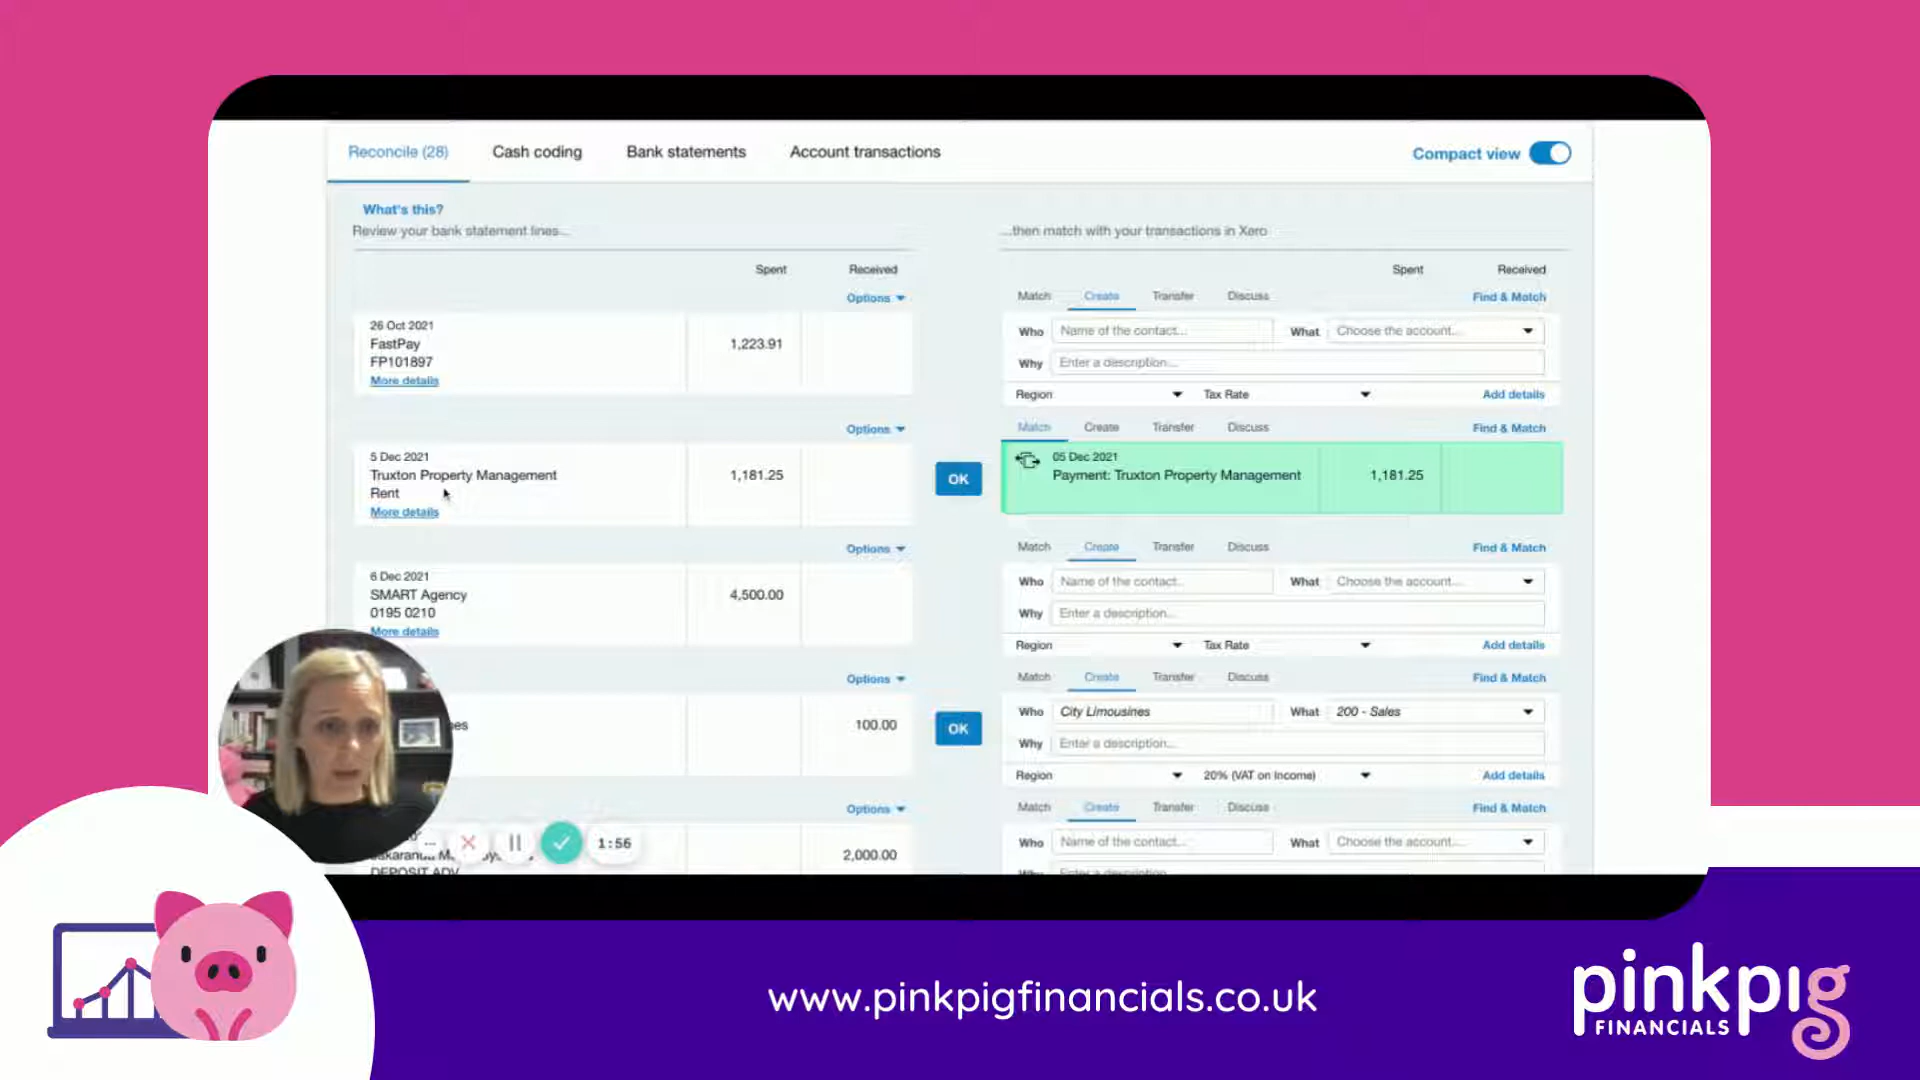 Reconcile (28) Cash coding Bank statements Account transactions Compact view
What's this?
Review your bank statement lines... ...then match with your transactions in Xero
Spent Received Spent Received
Options Match Create Transfer Discuss Find & Match
26 Oct 2021
FastPay
FP101897
More details
1,223.91
Who Name of the contact... What Choose the account...
Why Enter a description...
Region Tax Rate Add details
Options Match Create Transfer Discuss Find & Match
5 Dec 2021
Truxton Property Management
Rent
More details
1,181.25
OK
05 Dec 2021
Payment: Truxton Property Management 1,181.25
Options Match Create Transfer Discuss Find & Match
6 Dec 2021
SMART Agency
0195 0210
More details
4,500.00
Who Name of the contact... What Choose the account...
Why Enter a description...
Region Tax Rate Add details
Options Match Create Transfer Discuss Find & Match
100.00
OK
Who City Limousines What 200 - Sales
Why Enter a description...
Region 20% (VAT on Income) Add details
Options Match Create Transfer Discuss Find & Match
2,000.00
DEPOSIT ADV
1:56
Who Name of the contact... What Choose the account...
Why Enter a description...
www.pinkpigfinancials.co.uk
pinkpig
FINANCIALS